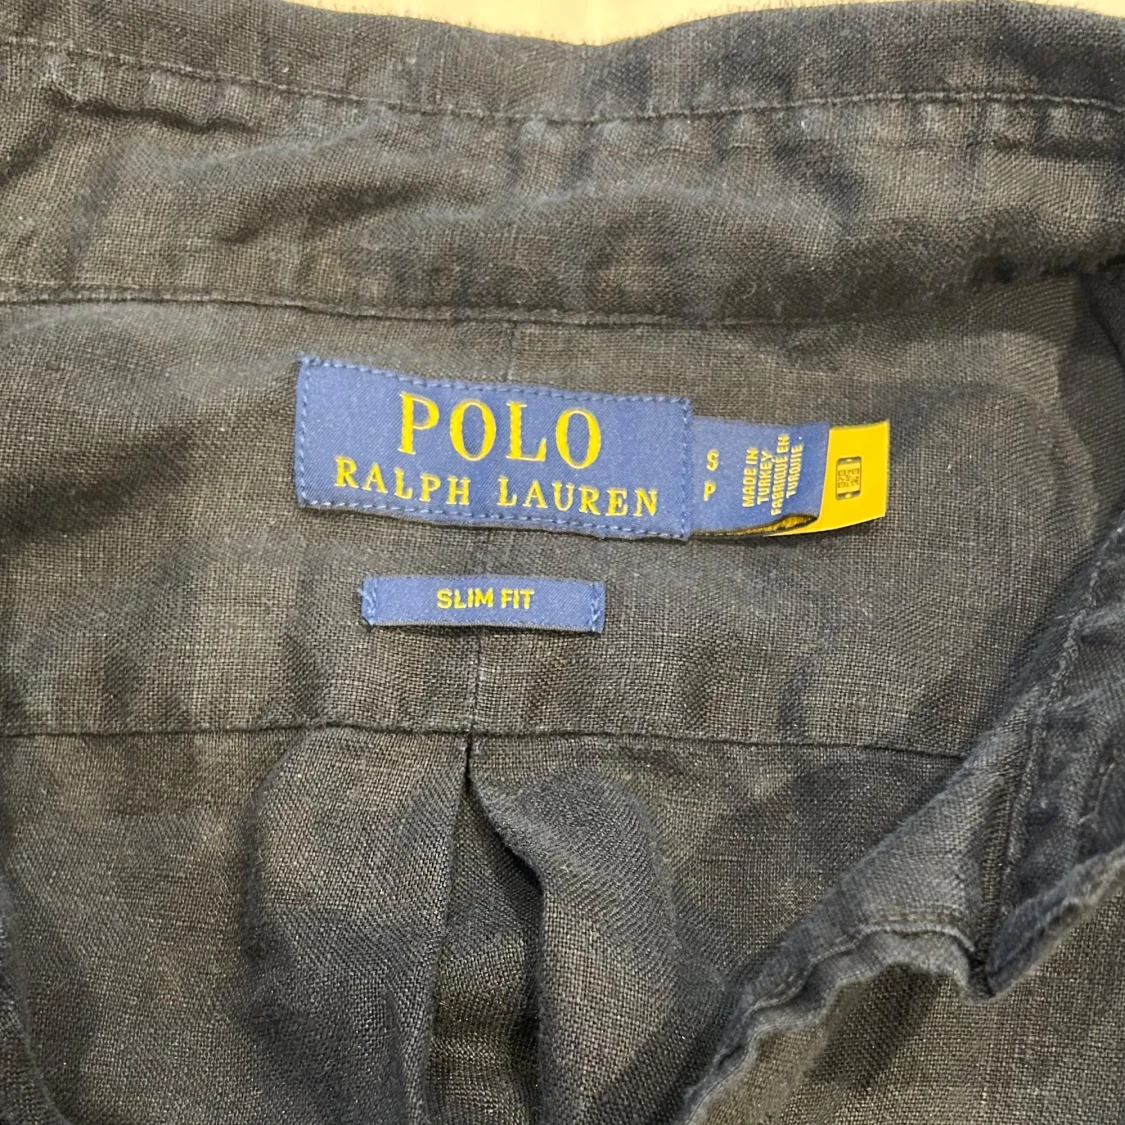 POLO
RALPH LAUREN
S
P
MADE IN
TURKEY
FABRIQUÉ EN
TURQUIE
SLIM FIT